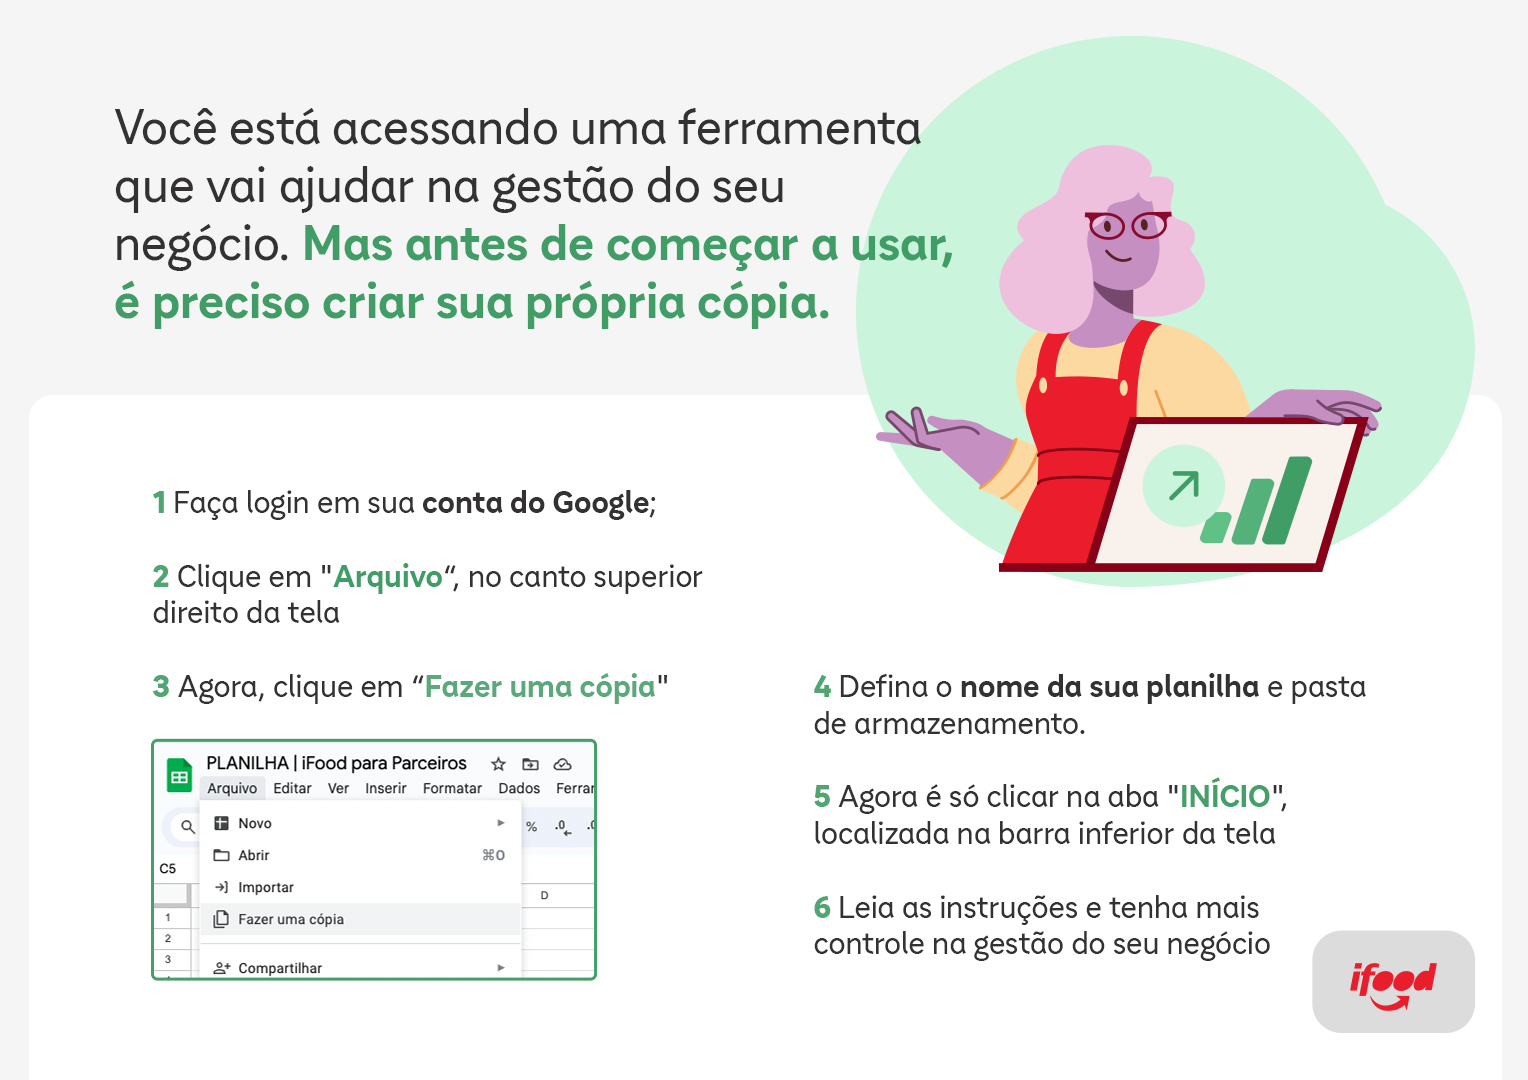 Você está acessando uma ferramenta
que vai ajudar na gestão do seu
negócio. Mas antes de começar a usar,
é preciso criar sua própria cópia.
1 Faça login em sua conta do Google;
2 Clique em "Arquivo“, no canto superior
direito da tela
3 Agora, clique em “Fazer uma cópia"
PLANILHA | iFood para Parceiros
Arquivo Editar Ver Inserir Formatar Dados Ferrar
Novo
% .0 .0
Abrir ⌘O
C5
Importar
D
Fazer uma cópia
1
2
3
Compartilhar
4 Defina o nome da sua planilha e pasta
de armazenamento.
5 Agora é só clicar na aba "INÍCIO",
localizada na barra inferior da tela
6 Leia as instruções e tenha mais
controle na gestão do seu negócio
ifood